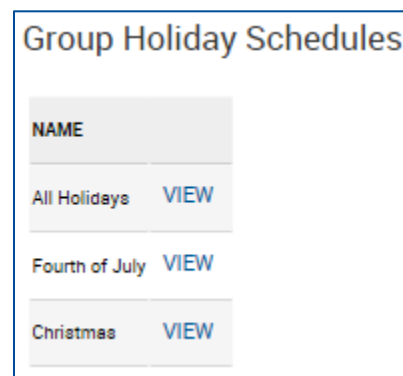 Group Holiday Schedules
NAME
All Holidays VIEW
Fourth of July VIEW
Christmas VIEW